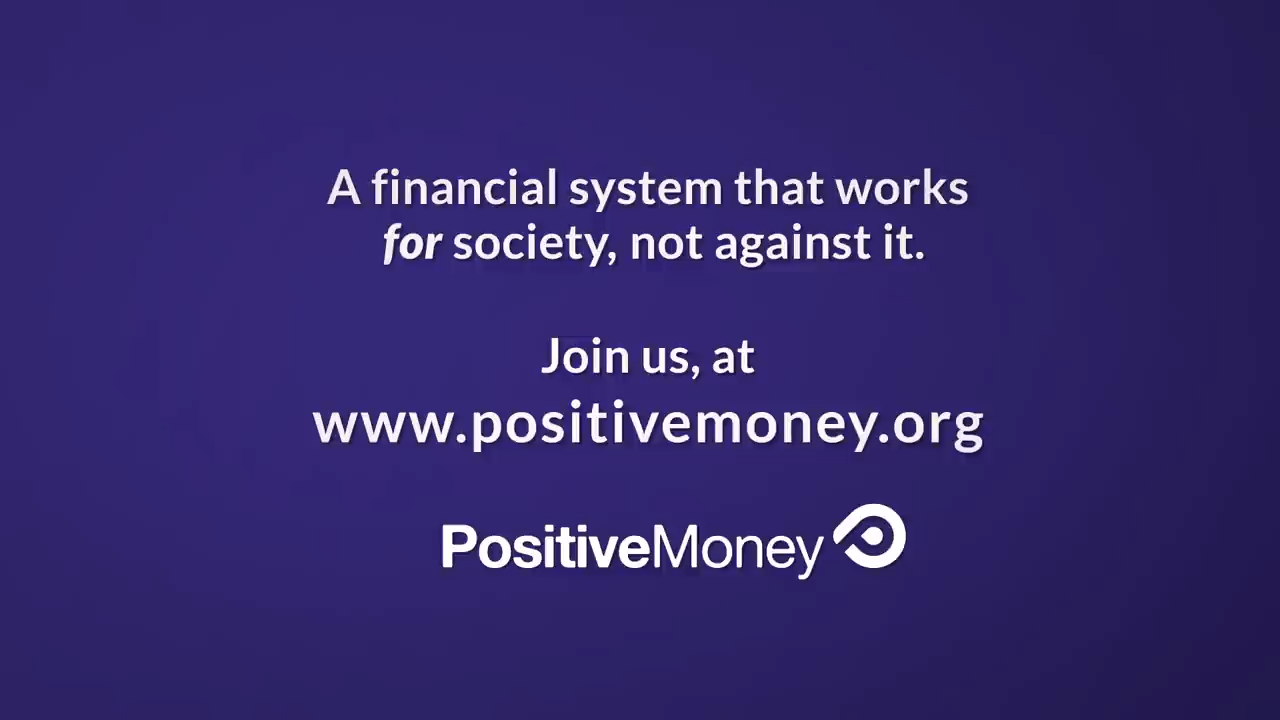 A financial system that works
for society, not against it.
Join us, at
www.positivemoney.org
PositiveMoney